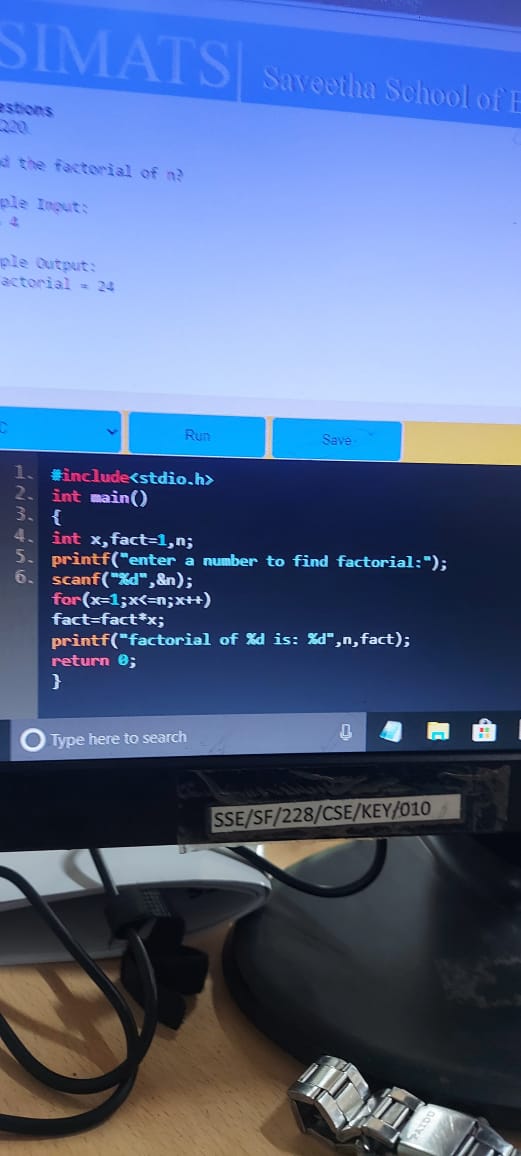 SIMATS
Saveetha School of E
estions
Q20.
d the factorial of n?
ple Input:
4
ple Output:
actorial = 24
C
Run
Save
1. #include<stdio.h>
2. int main()
3. {
4. int x,fact=1,n;
5. printf("enter a number to find factorial:");
6. scanf("%d",&n);
for(x=1;x<=n;x++)
fact=fact*x;
printf("factorial of %d is: %d",n,fact);
return 0;
}
Type here to search
SSE/SF/228/CSE/KEY/010